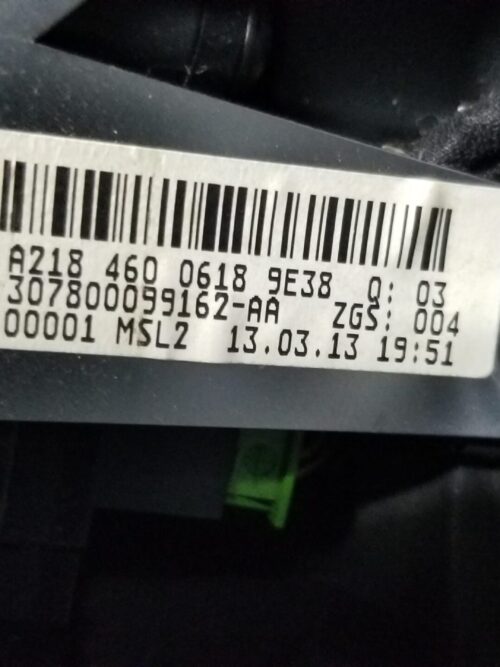 A218 460 0618 9E38 Q: 03
307800099162-AA ZGS: 004
00001 MSL2 13.03.13 19:51